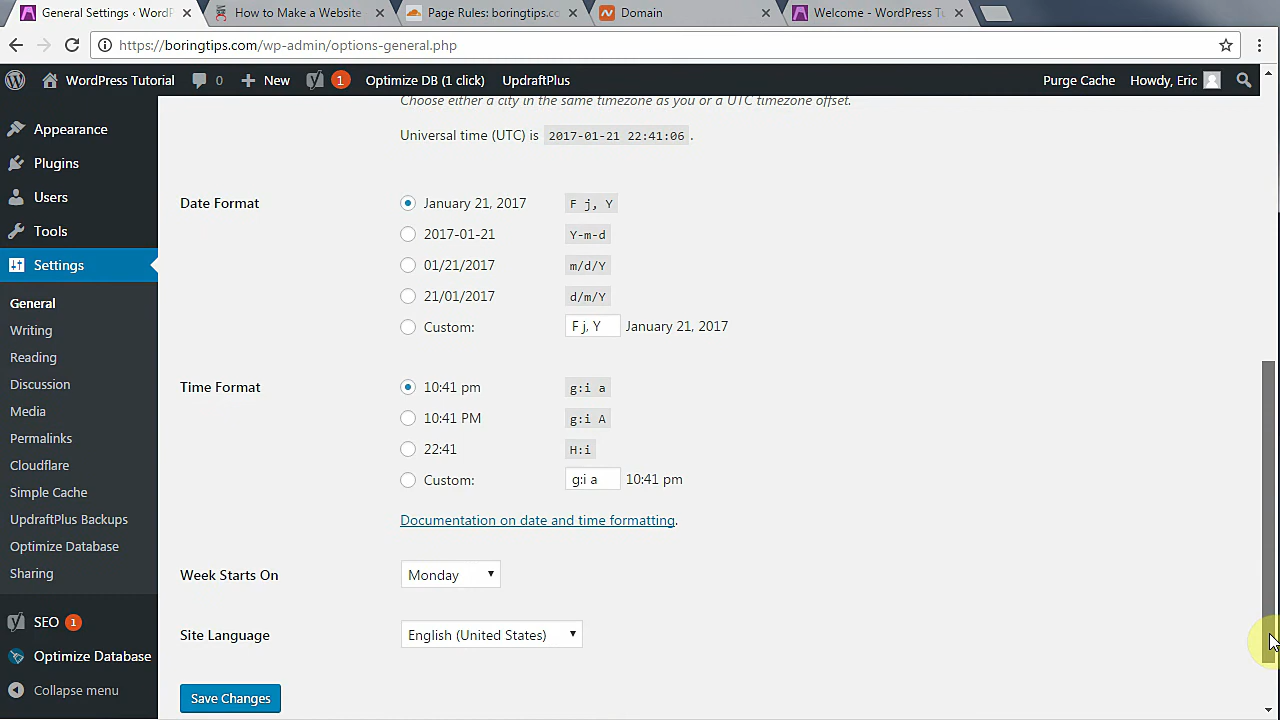 General Settings ‹ WordP
How to Make a Website
Page Rules: boringtips.co
Domain
Welcome - WordPress Tu
https://boringtips.com/wp-admin/options-general.php
WordPress Tutorial
0
New
1
Optimize DB (1 click)
UpdraftPlus
Purge Cache
Howdy, Eric
Appearance
Plugins
Users
Tools
Settings
General
Writing
Reading
Discussion
Media
Permalinks
Cloudflare
Simple Cache
UpdraftPlus Backups
Optimize Database
Sharing
SEO 1
Optimize Database
Collapse menu
Choose either a city in the same timezone as you or a UTC timezone offset.
Universal time (UTC) is 2017-01-21 22:41:06 .
Date Format
January 21, 2017 F j, Y
2017-01-21 Y-m-d
01/21/2017 m/d/Y
21/01/2017 d/m/Y
Custom: F j, Y January 21, 2017
Time Format
10:41 pm g:i a
10:41 PM g:i A
22:41 H:i
Custom: g:i a 10:41 pm
Documentation on date and time formatting.
Week Starts On
Monday
Site Language
English (United States)
Save Changes